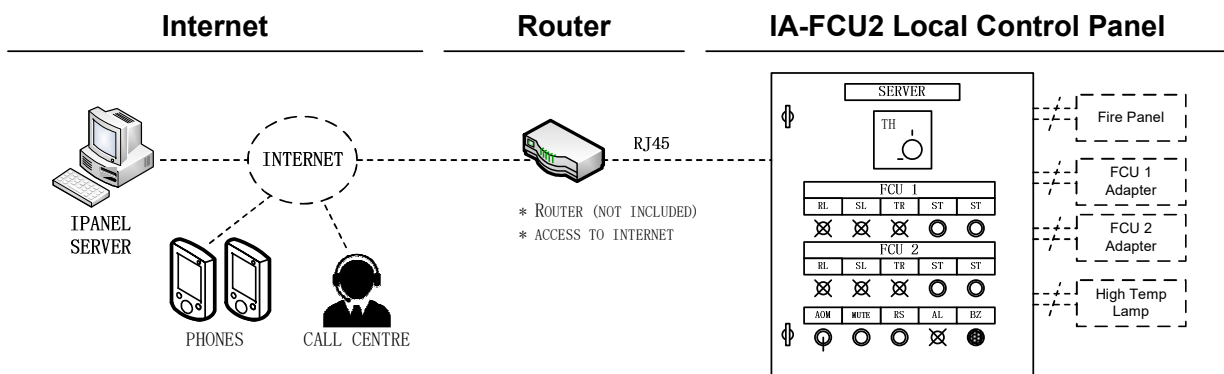 Internet
Router
IA-FCU2 Local Control Panel
SERVER
TH
Fire Panel
INTERNET
RJ45
IPANEL
SERVER
* ROUTER (NOT INCLUDED)
* ACCESS TO INTERNET
PHONES
CALL CENTRE
FCU 1
RL SL TR ST ST
FCU 2
RL SL TR ST ST
AOM MUTE RS AL BZ
FCU 1
Adapter
FCU 2
Adapter
High Temp
Lamp